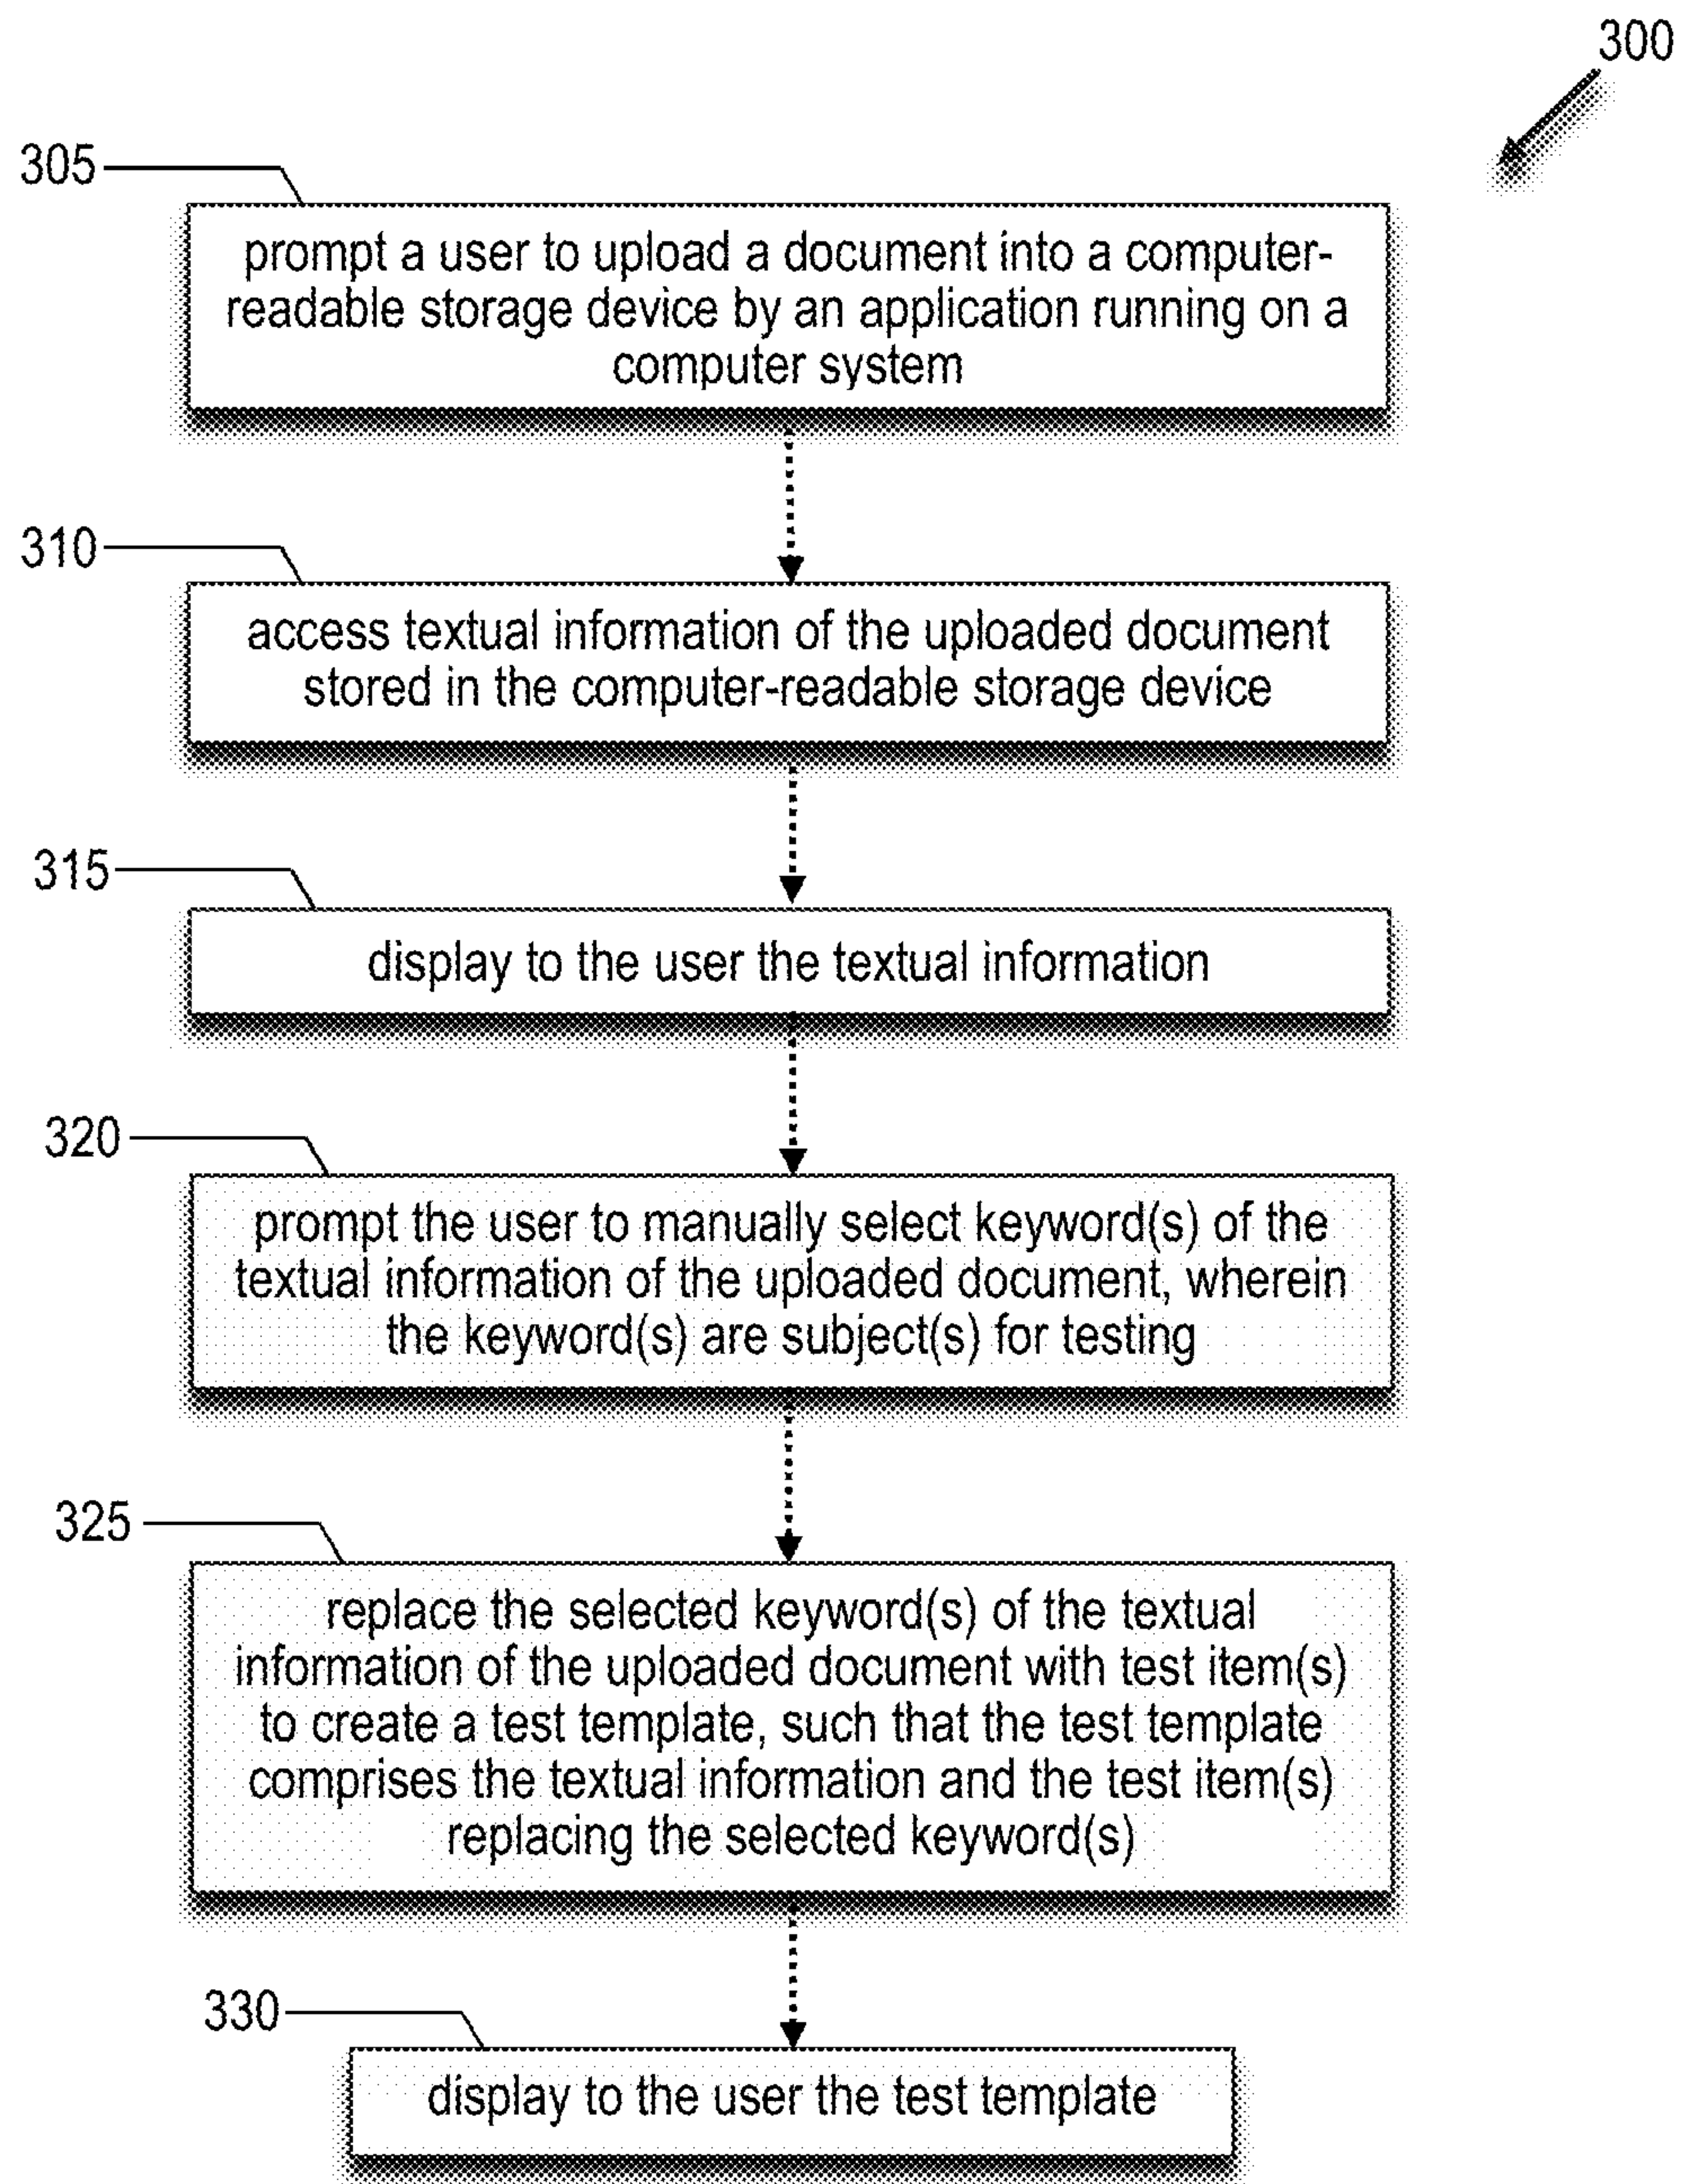 300
305
prompt a user to upload a document into a computer-
readable storage device by an application running on a
computer system
310
access textual information of the uploaded document
stored in the computer-readable storage device
315
display to the user the textual information
320
prompt the user to manually select keyword(s) of the
textual information of the uploaded document, wherein
the keyword(s) are subject(s) for testing
325
replace the selected keyword(s) of the textual
information of the uploaded document with test item(s)
to create a test template, such that the test template
comprises the textual information and the test item(s)
replacing the selected keyword(s)
330
display to the user the test template